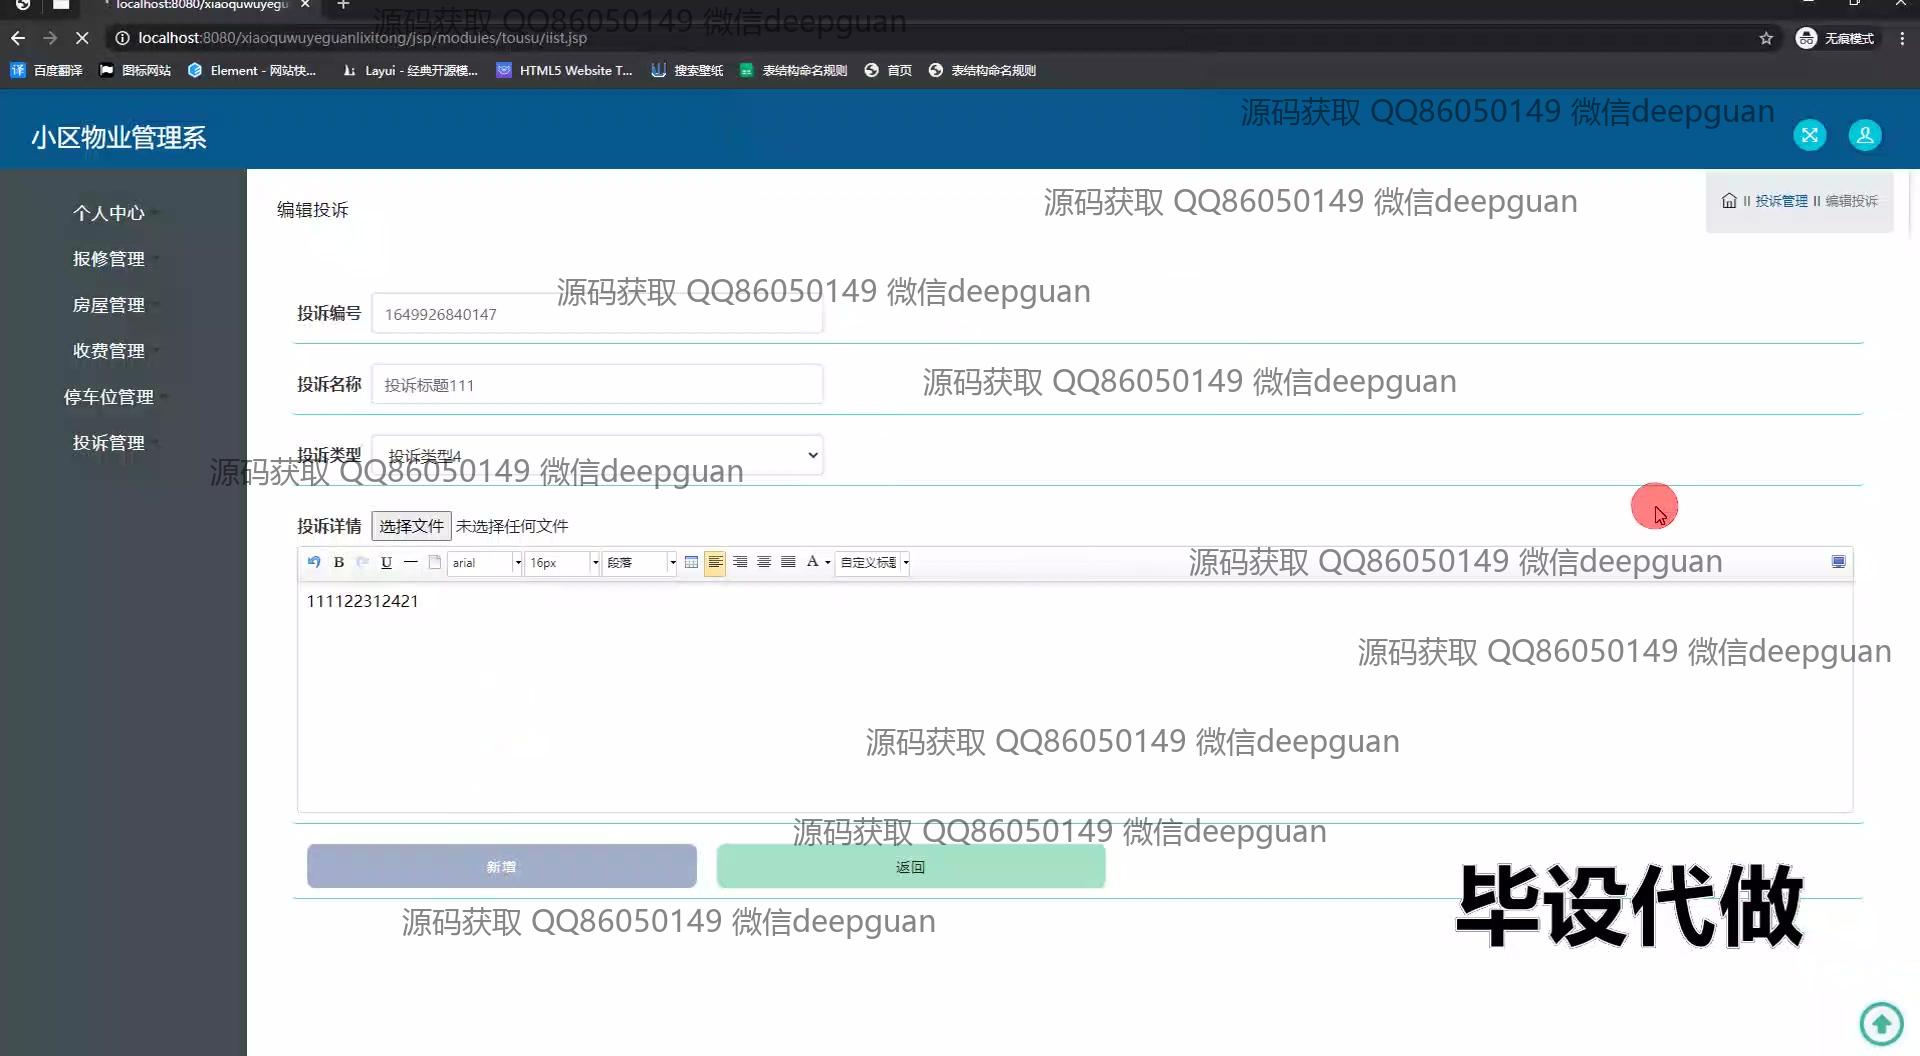 localhost:8080/xiaoquwuyegu
源码获取 QQ86050149 微信deepguan
localhost:8080/xiaoquwuyeguanlixitong/jsp/modules/tousu/list.jsp
无痕模式
百度翻译 图标网站 Element - 网站快... Layui - 经典开源模... HTML5 Website T... 搜索壁纸 表结构命名规则 首页 表结构命名规则
源码获取 QQ86050149 微信deepguan
小区物业管理系
个人中心
报修管理
房屋管理
收费管理
停车位管理
投诉管理
编辑投诉
源码获取 QQ86050149 微信deepguan
投诉管理 编辑投诉
源码获取 QQ86050149 微信deepguan
投诉编号 1649926840147
投诉名称 投诉标题111
源码获取 QQ86050149 微信deepguan
投诉类型 投诉类型4
源码获取 QQ86050149 微信deepguan
投诉详情 选择文件 未选择任何文件
B U arial 16px 段落 A 自定义标题
源码获取 QQ86050149 微信deepguan
111122312421
源码获取 QQ86050149 微信deepguan
源码获取 QQ86050149 微信deepguan
源码获取 QQ86050149 微信deepguan
新增 返回
毕设代做
源码获取 QQ86050149 微信deepguan